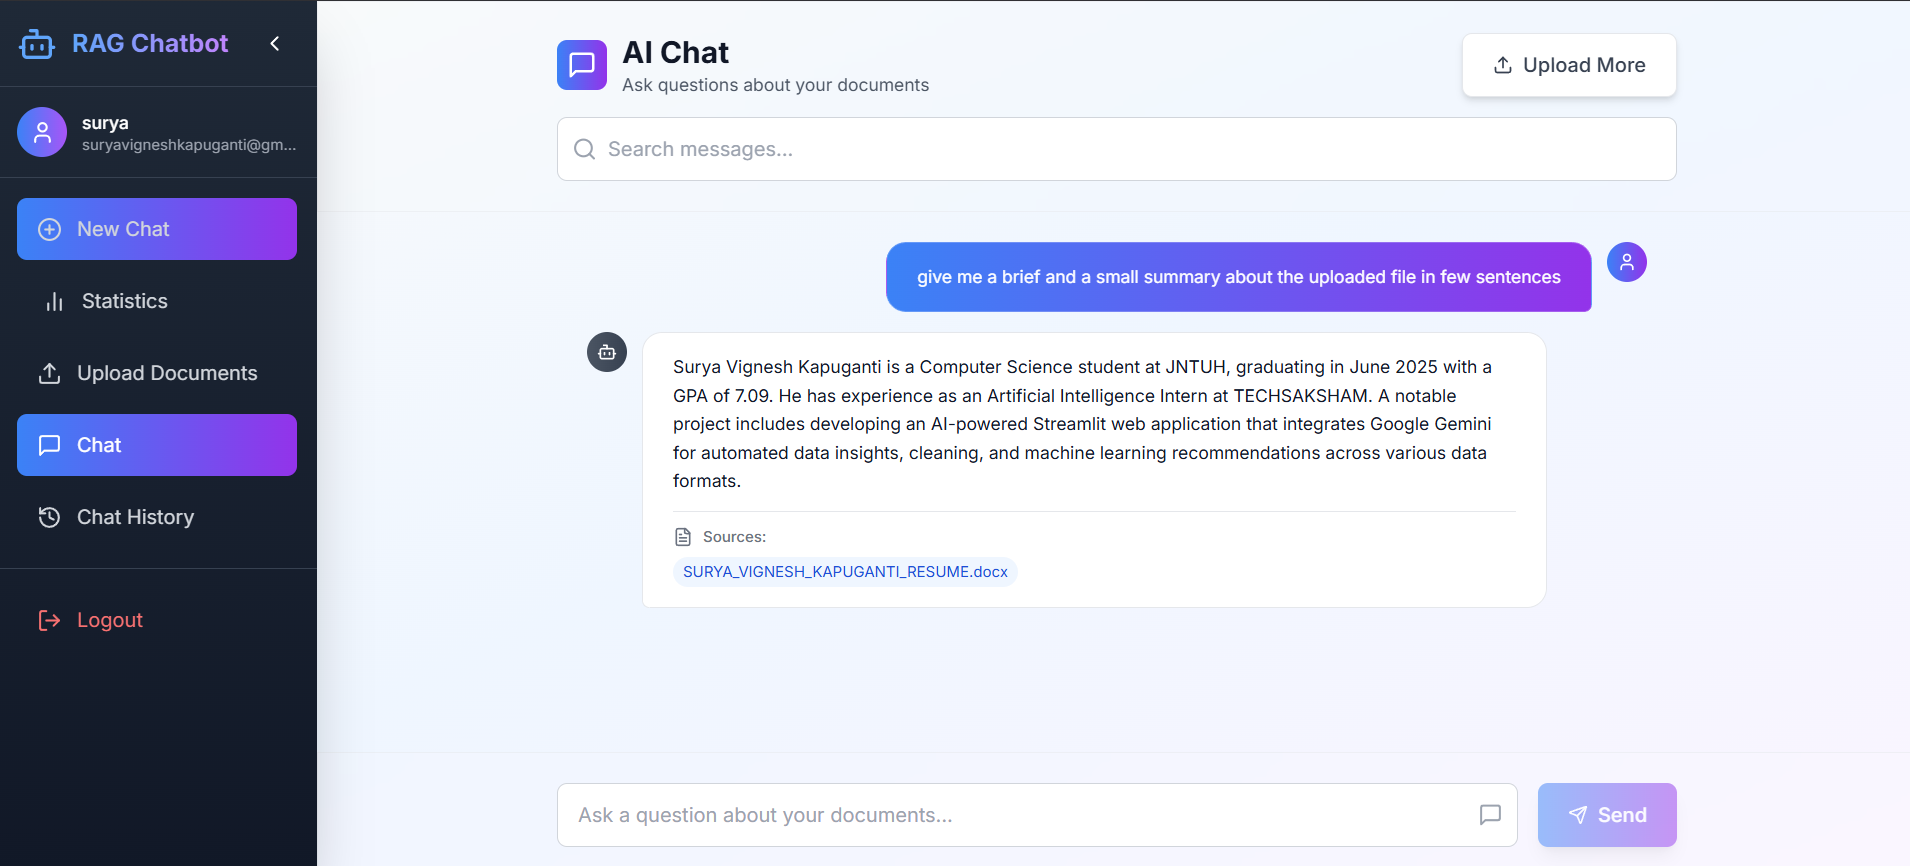 RAG Chatbot
surya
suryavigneshkapuganti@gm...
New Chat
Statistics
Upload Documents
Chat
Chat History
Logout
AI Chat
Ask questions about your documents
Upload More
Search messages...
give me a brief and a small summary about the uploaded file in few sentences
Surya Vignesh Kapuganti is a Computer Science student at JNTUH, graduating in June 2025 with a
GPA of 7.09. He has experience as an Artificial Intelligence Intern at TECHSAKSHAM. A notable
project includes developing an AI-powered Streamlit web application that integrates Google Gemini
for automated data insights, cleaning, and machine learning recommendations across various data
formats.
Sources:
SURYA_VIGNESH_KAPUGANTI_RESUME.docx
Ask a question about your documents...
Send